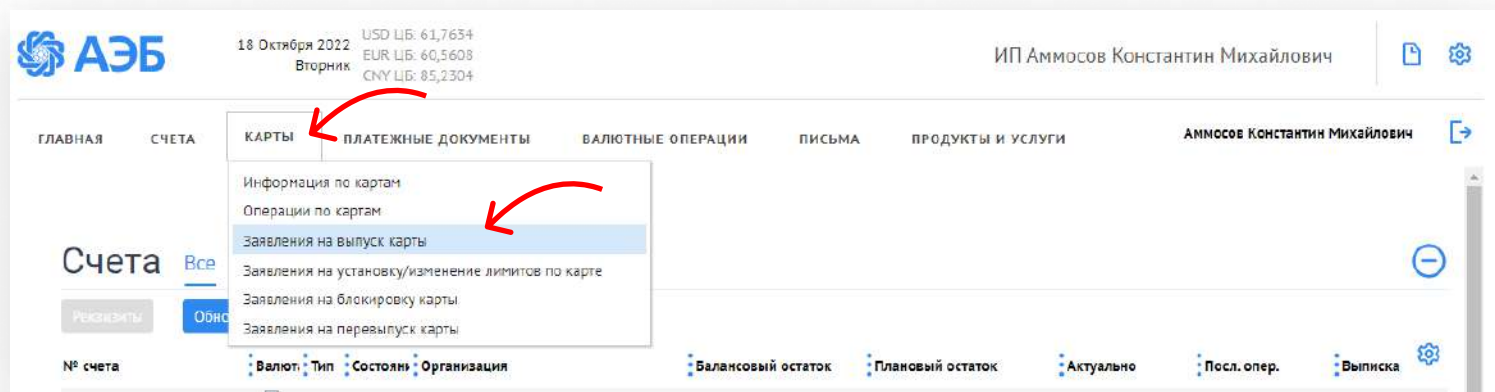 АЭБ
18 Октября 2022
Вторник
USD ЦБ: 61,7634
EUR ЦБ: 60,5608
CNY ЦБ: 85,2304
ИП Аммосов Константин Михайлович
ГЛАВНАЯ СЧЕТА КАРТЫ ПЛАТЕЖНЫЕ ДОКУМЕНТЫ ВАЛЮТНЫЕ ОПЕРАЦИИ ПИСЬМА ПРОДУКТЫ И УСЛУГИ Аммосов Константин Михайлович
Информация по картам
Операции по картам
Заявления на выпуск карты
Заявления на установку/изменение лимитов по карте
Заявления на блокировку карты
Заявления на перевыпуск карты
Счета Все
Реквизиты Обно
№ счета Валют Тип Состоян Организация Балансовый остаток Плановый остаток Актуально Посл. опер. Выписка